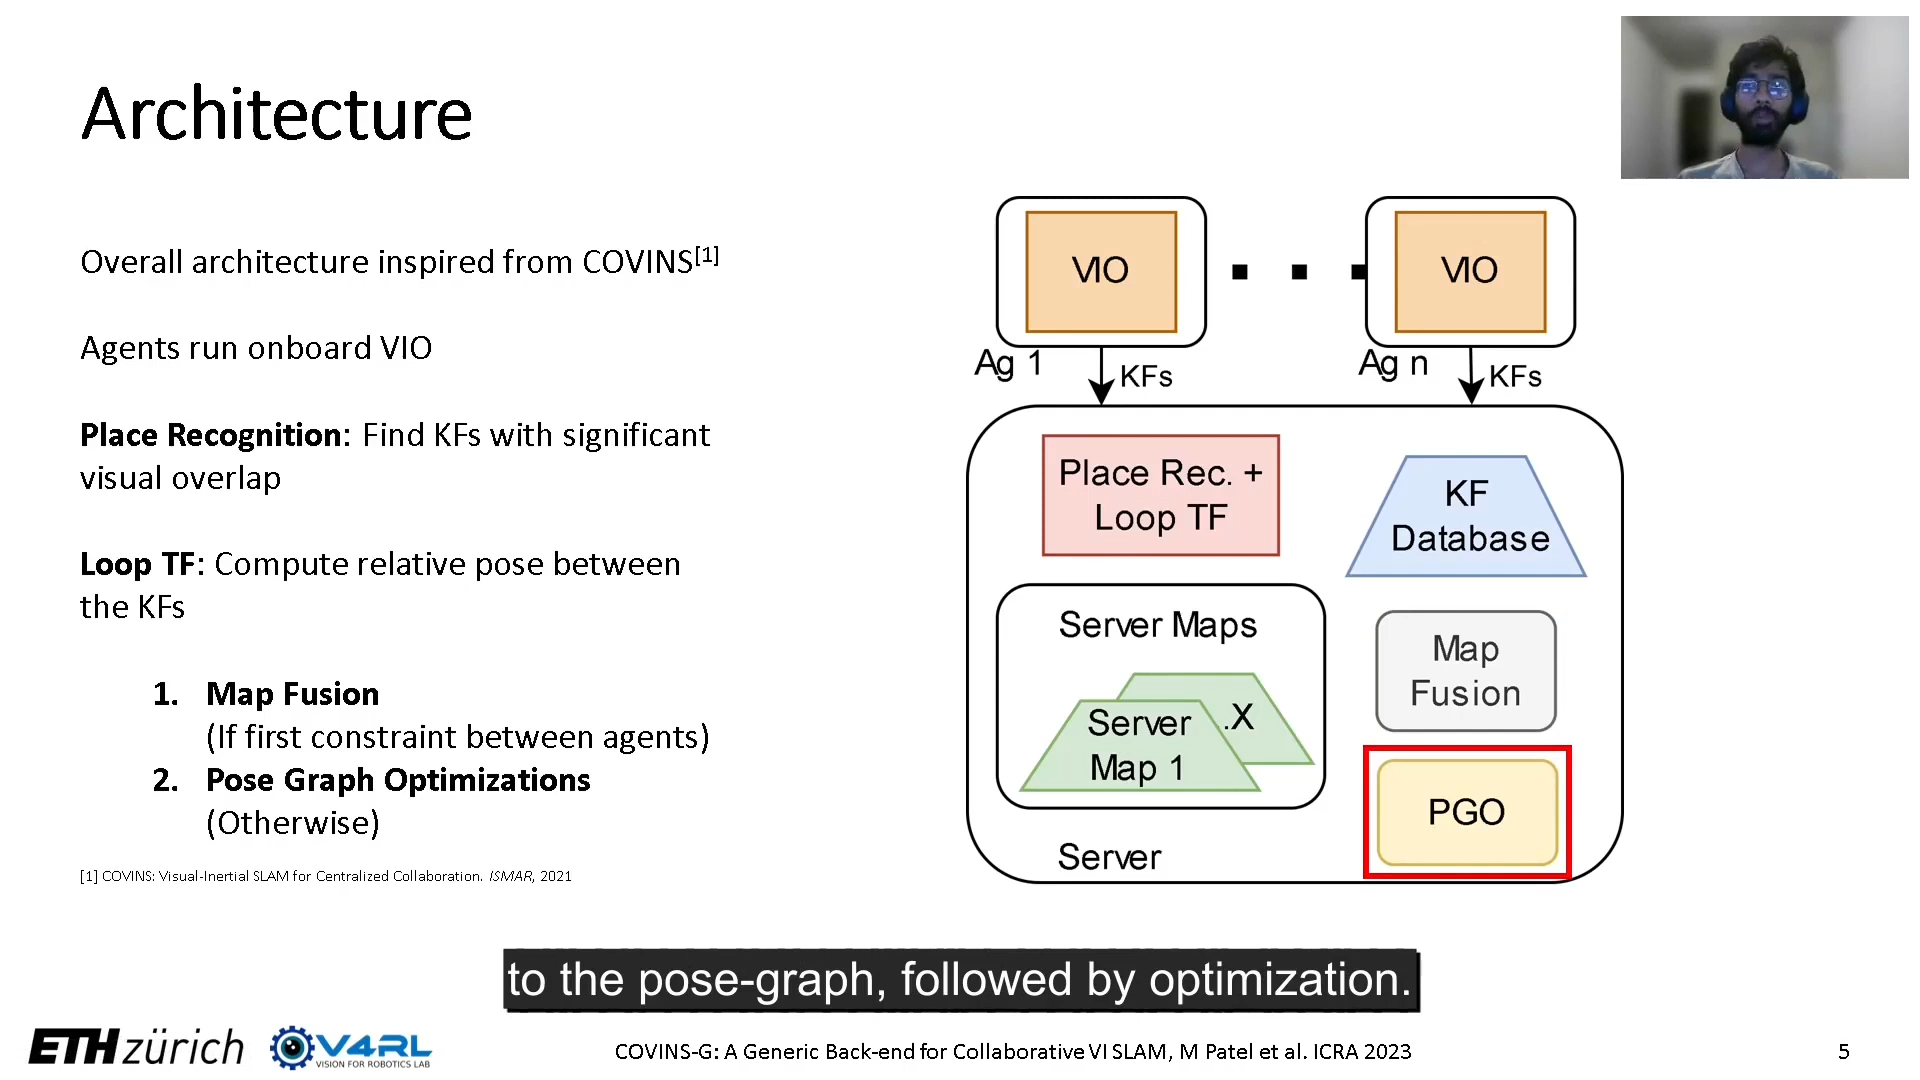 Architecture
Overall architecture inspired from COVINS[1]
Agents run onboard VIO
Place Recognition: Find KFs with significant
visual overlap
Loop TF: Compute relative pose between
the KFs
1. Map Fusion
(If first constraint between agents)
2. Pose Graph Optimizations
(Otherwise)
[1] COVINS: Visual-Inertial SLAM for Centralized Collaboration. ISMAR, 2021
VIO
VIO
Ag 1
KFs
Ag n
KFs
Place Rec. +
Loop TF
KF
Database
Server Maps
Server
Map 1
.X
Map
Fusion
PGO
Server
to the pose-graph, followed by optimization.
ETH zürich
V4RL
VISION FOR ROBOTICS LAB
COVINS-G: A Generic Back-end for Collaborative VI SLAM, M Patel et al. ICRA 2023
5